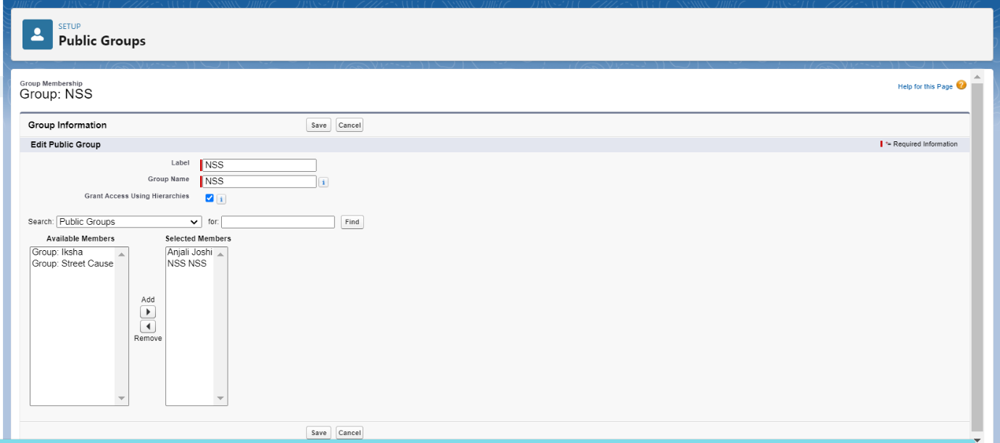 SETUP
Public Groups
Group Membership
Group: NSS
Help for this Page ?
Group Information Save Cancel
Edit Public Group *= Required Information
Label NSS
Group Name NSS i
Grant Access Using Hierarchies i
Search: Public Groups for: Find
Available Members Selected Members
Group: Iksha Anjali Joshi
Group: Street Cause NSS NSS
Add
Remove
Save Cancel